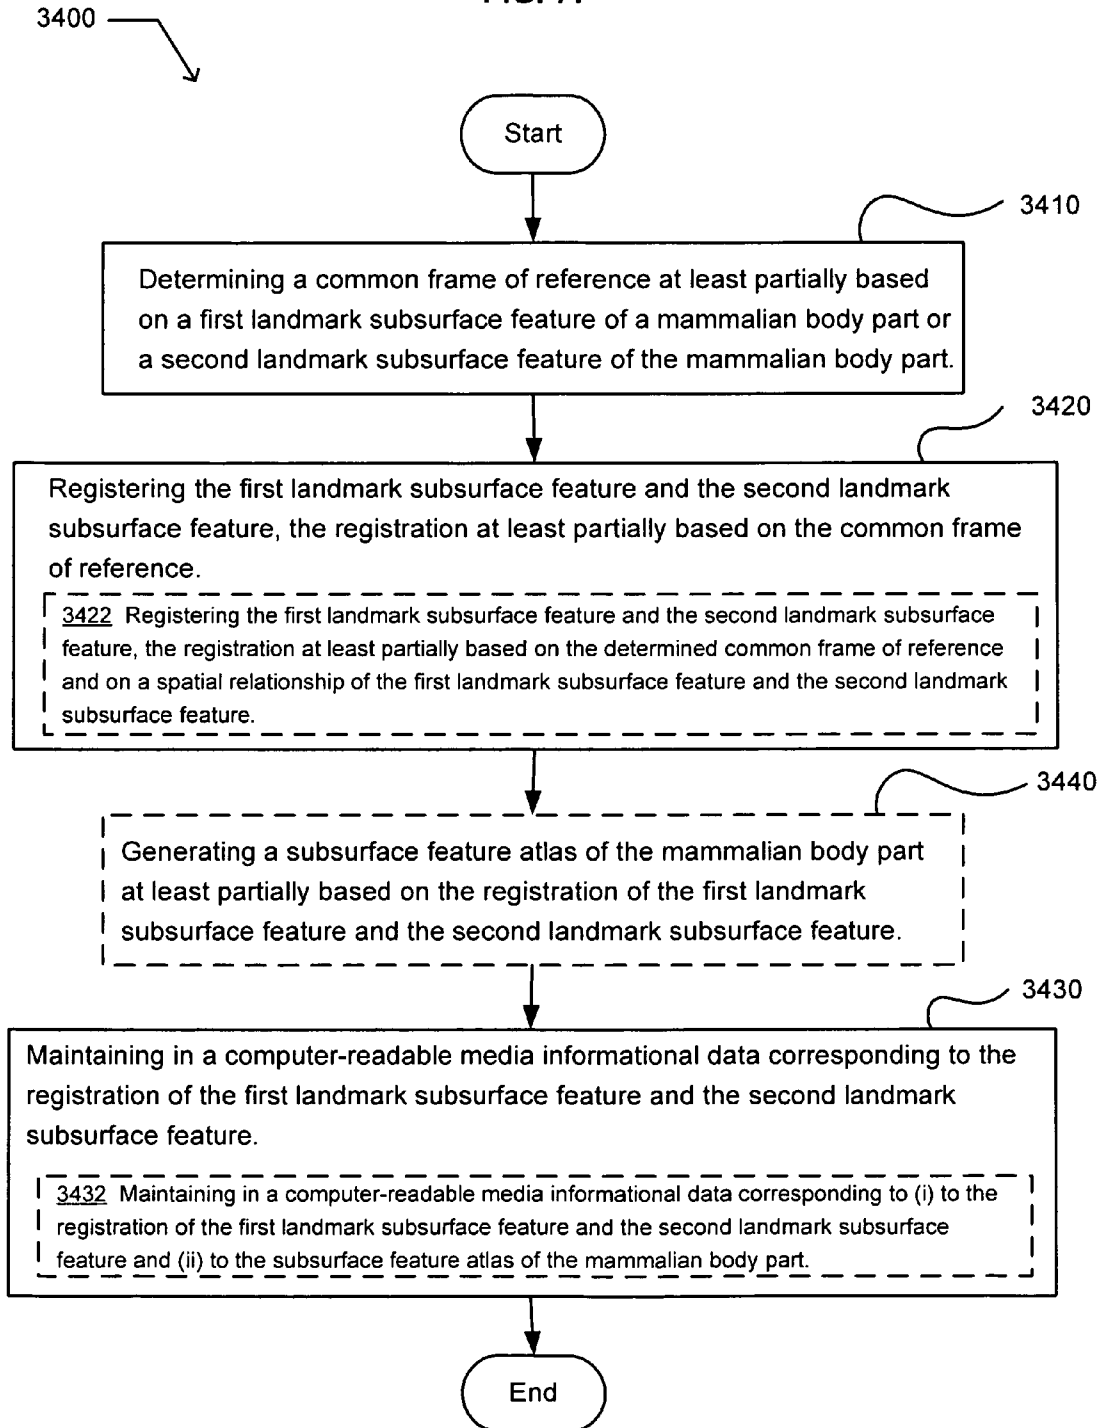 3400
Start
3410
Determining a common frame of reference at least partially based
on a first landmark subsurface feature of a mammalian body part or
a second landmark subsurface feature of the mammalian body part.
3420
Registering the first landmark subsurface feature and the second landmark
subsurface feature, the registration at least partially based on the common frame
of reference.
3422 Registering the first landmark subsurface feature and the second landmark subsurface
feature, the registration at least partially based on the determined common frame of reference
and on a spatial relationship of the first landmark subsurface feature and the second landmark
subsurface feature.
3440
Generating a subsurface feature atlas of the mammalian body part
at least partially based on the registration of the first landmark
subsurface feature and the second landmark subsurface feature.
3430
Maintaining in a computer-readable media informational data corresponding to the
registration of the first landmark subsurface feature and the second landmark
subsurface feature.
3432 Maintaining in a computer-readable media informational data corresponding to (i) to the
registration of the first landmark subsurface feature and the second landmark subsurface
feature and (ii) to the subsurface feature atlas of the mammalian body part.
End